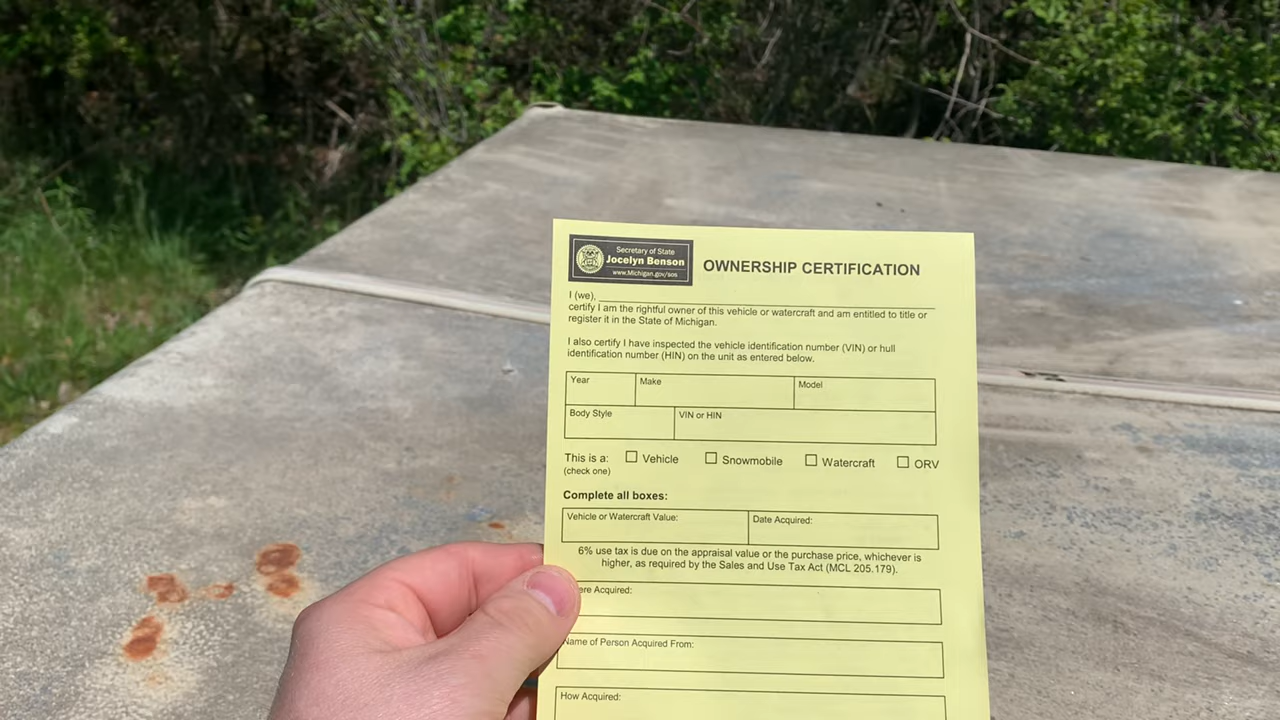 Secretary of State
Jocelyn Benson
www.Michigan.gov/sos
OWNERSHIP CERTIFICATION
I (we),
certify I am the rightful owner of this vehicle or watercraft and am entitled to title or
register it in the State of Michigan.
I also certify I have inspected the vehicle identification number (VIN) or hull
identification number (HIN) on the unit as entered below.
Year Make Model
Body Style VIN or HIN
This is a: Vehicle Snowmobile Watercraft ORV
(check one)
Complete all boxes:
Vehicle or Watercraft Value: Date Acquired:
6% use tax is due on the appraisal value or the purchase price, whichever is
higher, as required by the Sales and Use Tax Act (MCL 205.179).
ere Acquired:
Name of Person Acquired From:
How Acquired: